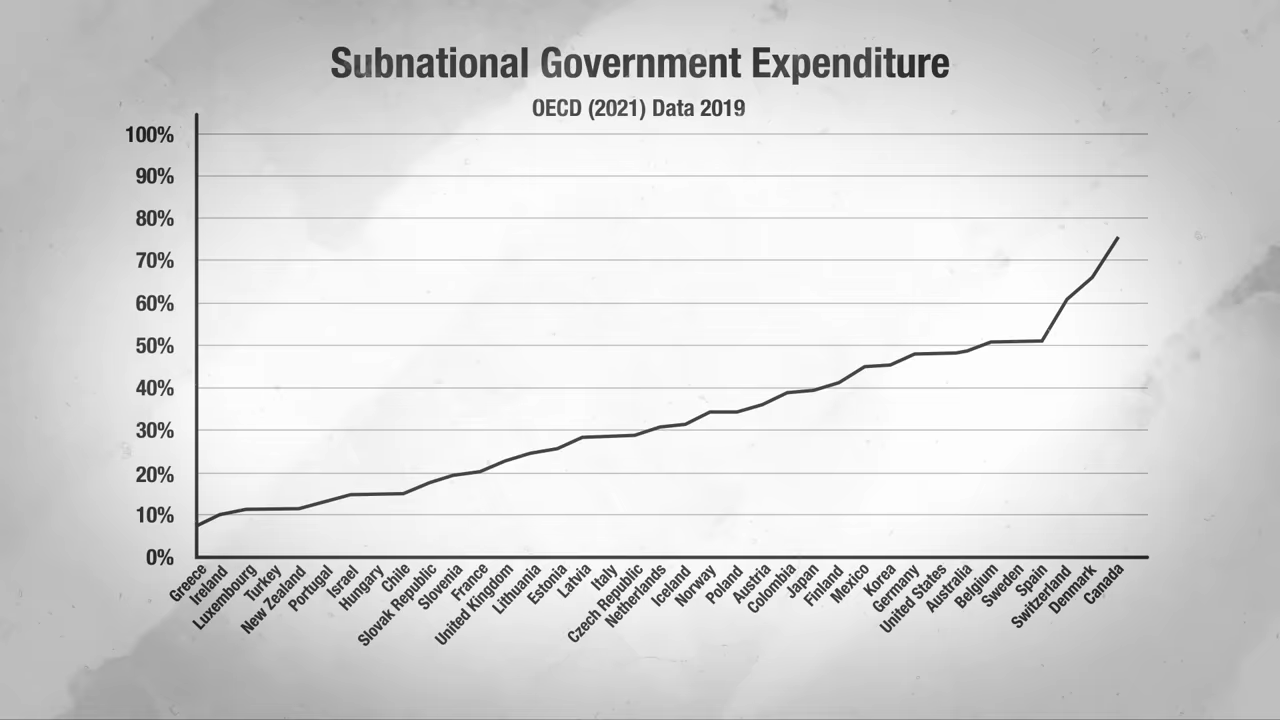 Subnational Government Expenditure
OECD (2021) Data 2019
100%
90%
80%
70%
60%
50%
40%
30%
20%
10%
0%
Greece
Ireland
Luxembourg
Turkey
New Zealand
Portugal
Israel
Hungary
Chile
Slovak Republic
Slovenia
France
United Kingdom
Lithuania
Estonia
Latvia
Italy
Czech Republic
Netherlands
Iceland
Norway
Poland
Austria
Colombia
Japan
Finland
Mexico
Korea
Germany
United States
Australia
Belgium
Sweden
Spain
Switzerland
Denmark
Canada